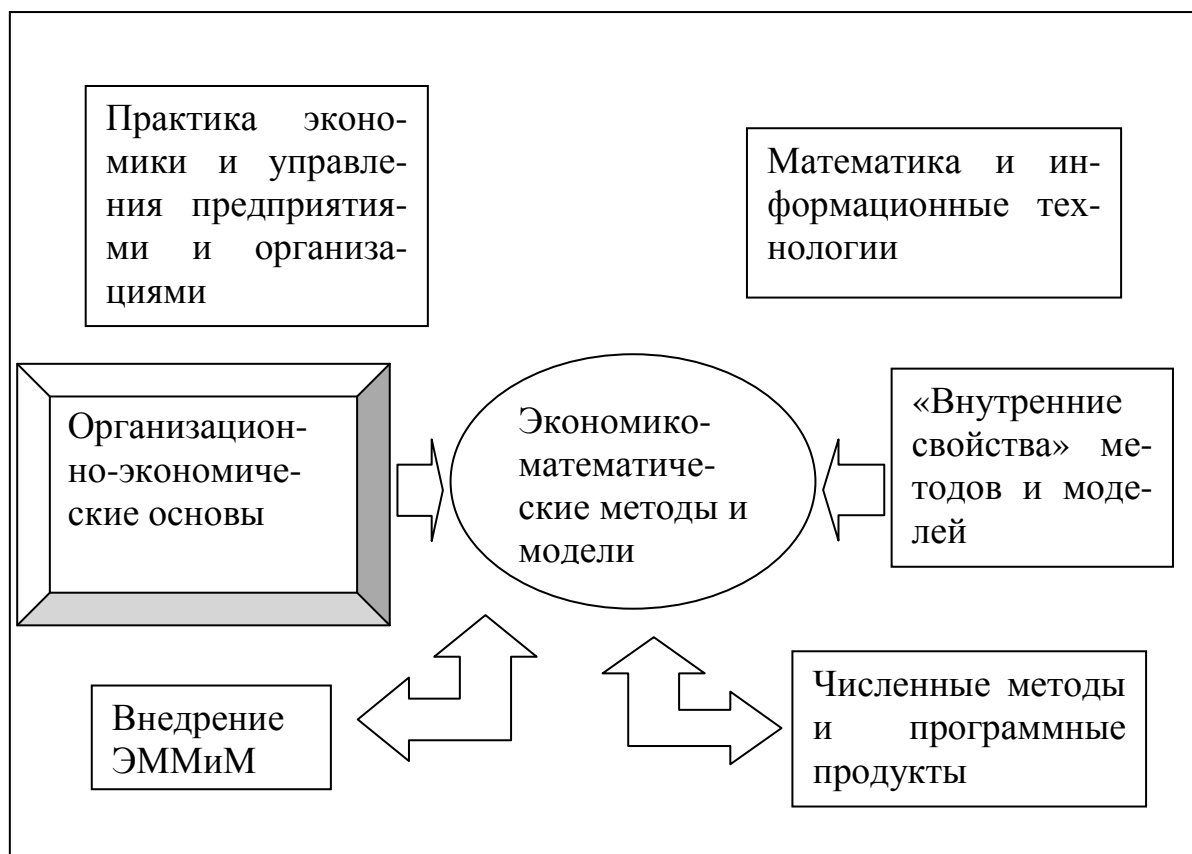 Практика эконо-
мики и управле-
ния предприятия-
ми и организа-
циями
Математика и ин-
формационные тех-
нологии
Организацион-
но-экономиче-
ские основы
Экономико-
математиче-
ские методы и
модели
«Внутренние
свойства» ме-
тодов и моде-
лей
Внедрение
ЭММиМ
Численные методы
и программные
продукты